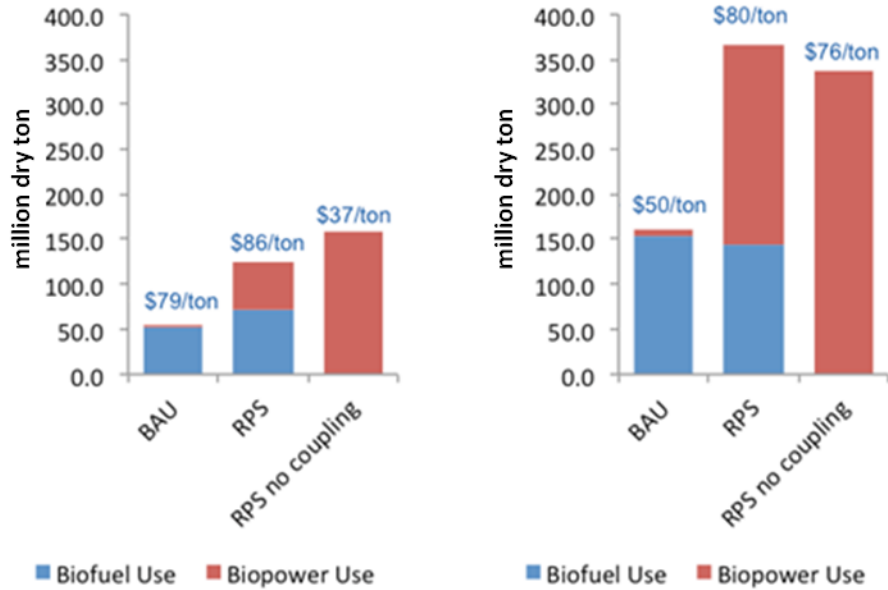 400.0
350.0
300.0
250.0
200.0
150.0
100.0
50.0
0.0
million dry ton
$79/ton
$86/ton
$37/ton
BAU
RPS
RPS no coupling
Biofuel Use
Biopower Use
400.0
350.0
300.0
250.0
200.0
150.0
100.0
50.0
0.0
million dry ton
$50/ton
$80/ton
$76/ton
BAU
RPS
RPS no coupling
Biofuel Use
Biopower Use